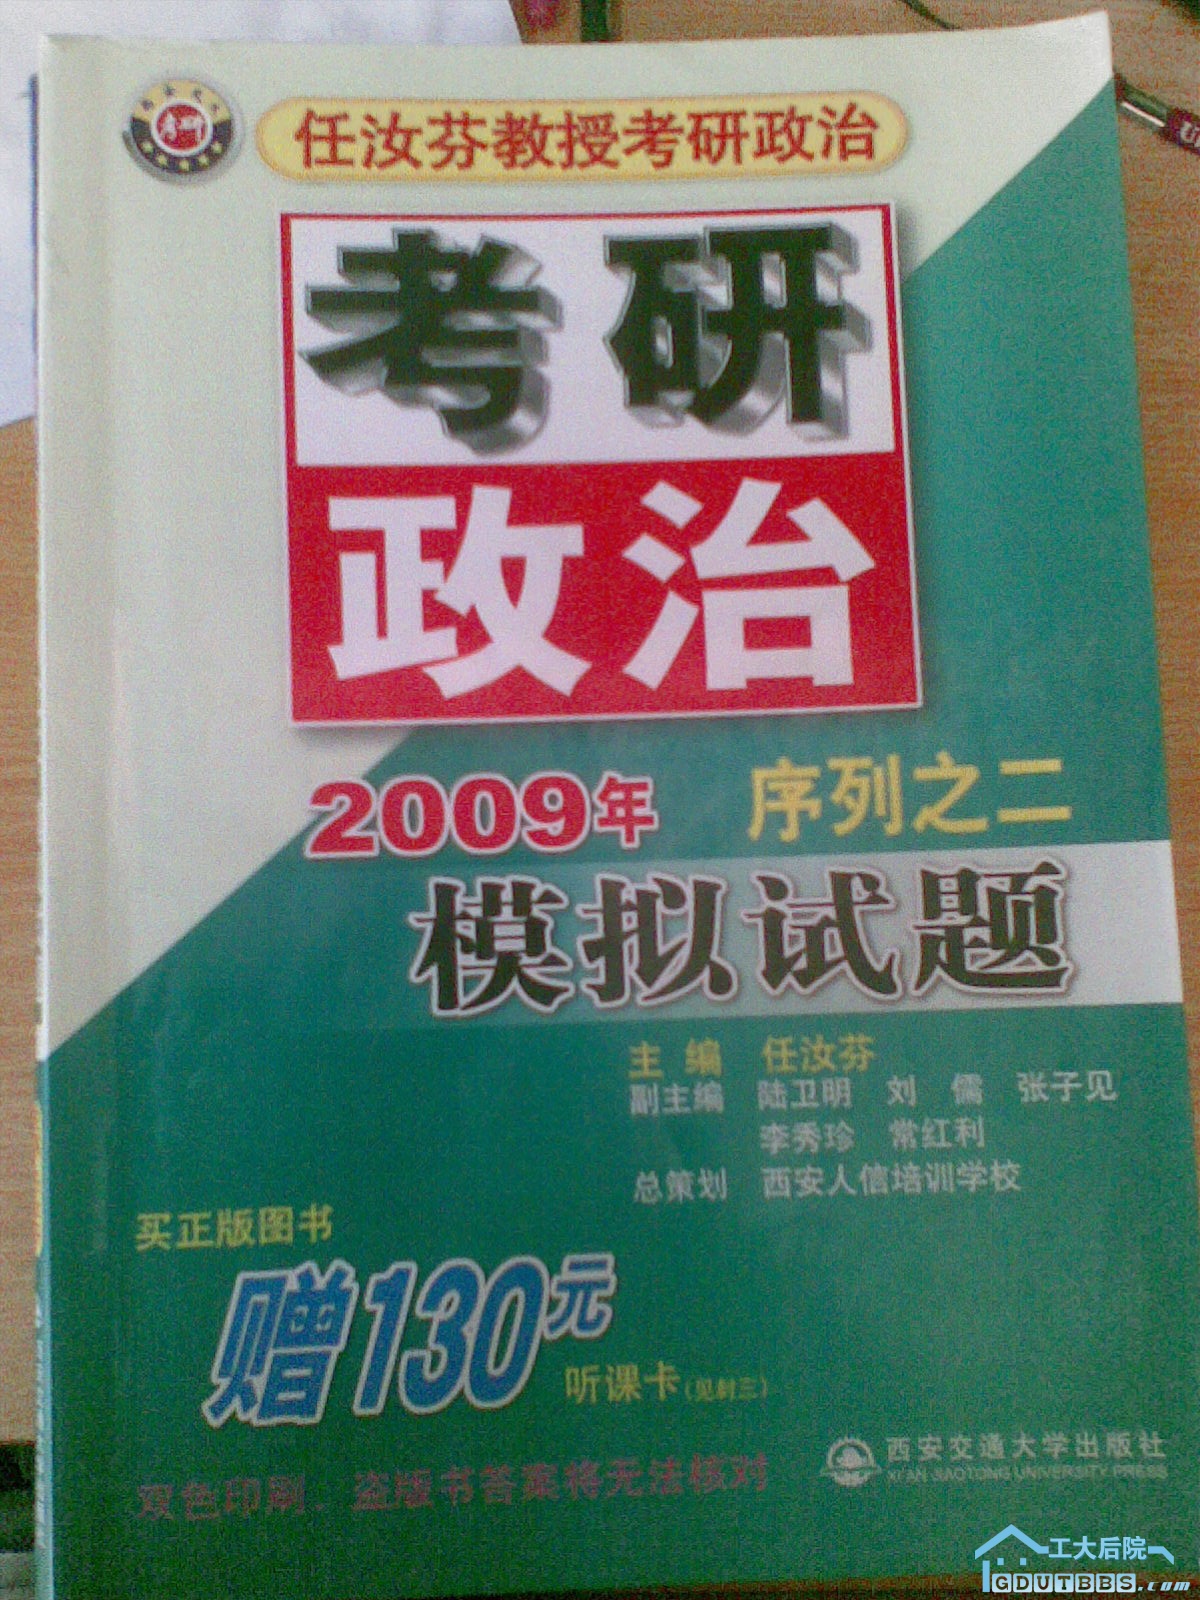 考研
任汝芬教授考研政治
考研
政治
2009年 序列之二
模拟试题
主 编 任汝芬
副主编 陆卫明 刘 儒 张子见
李秀珍 常红利
总策划 西安人信培训学校
买正版图书
赠130元
听课卡(见封三)
西安交通大学出版社
XI'AN JIAOTONG UNIVERSITY PRESS
双色印刷，盗版书答案将无法核对
工大后院
GDUTBBS.com